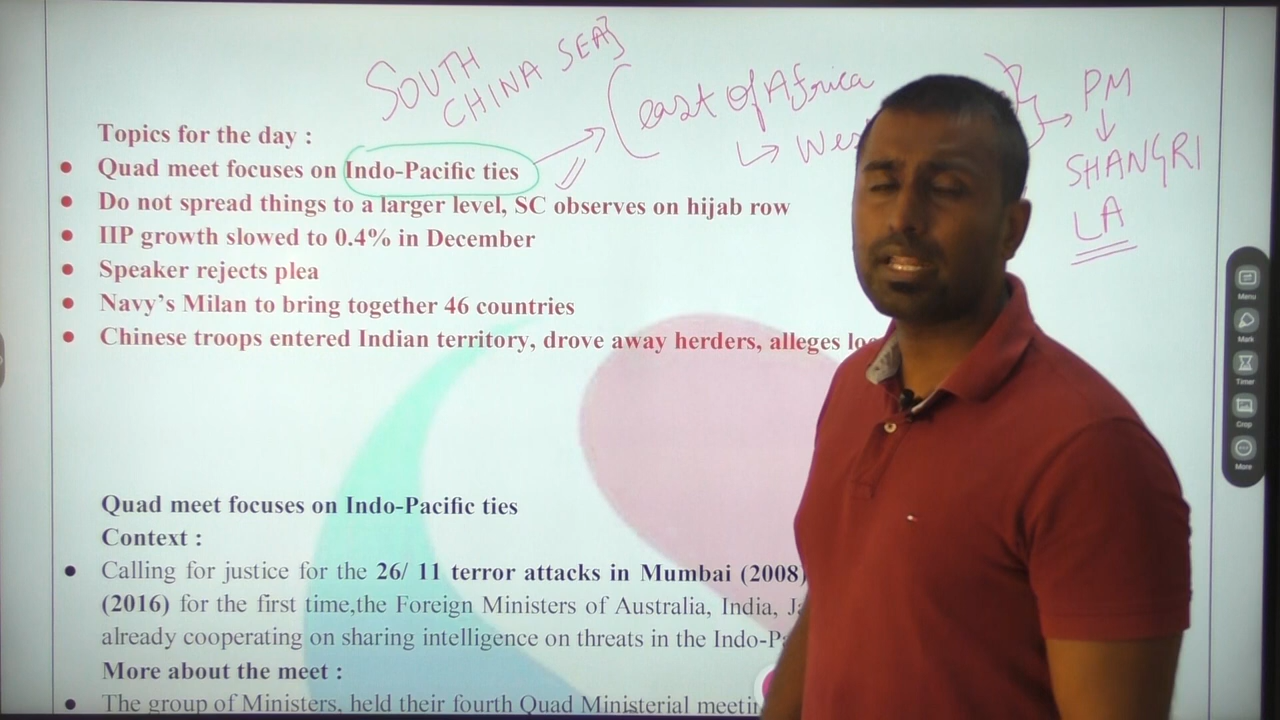 SOUTH
CHINA SEA}
east of Africa
PM
SHANGRI
LA
Topics for the day :
Quad meet focuses on Indo-Pacific ties
Do not spread things to a larger level, SC observes on hijab row
IIP growth slowed to 0.4% in December
Speaker rejects plea
Navy's Milan to bring together 46 countries
Chinese troops entered Indian territory, drove away herders, alleges
Menu
Mark
Timer
Crop
More
Quad meet focuses on Indo-Pacific ties
Context :
Calling for justice for the 26/ 11 terror attacks in Mumbai (2008)
(2016) for the first time,the Foreign Ministers of Australia, India,
already cooperating on sharing intelligence on threats in the
More about the meet :
The group of Ministers, held their fourth Quad Ministerial